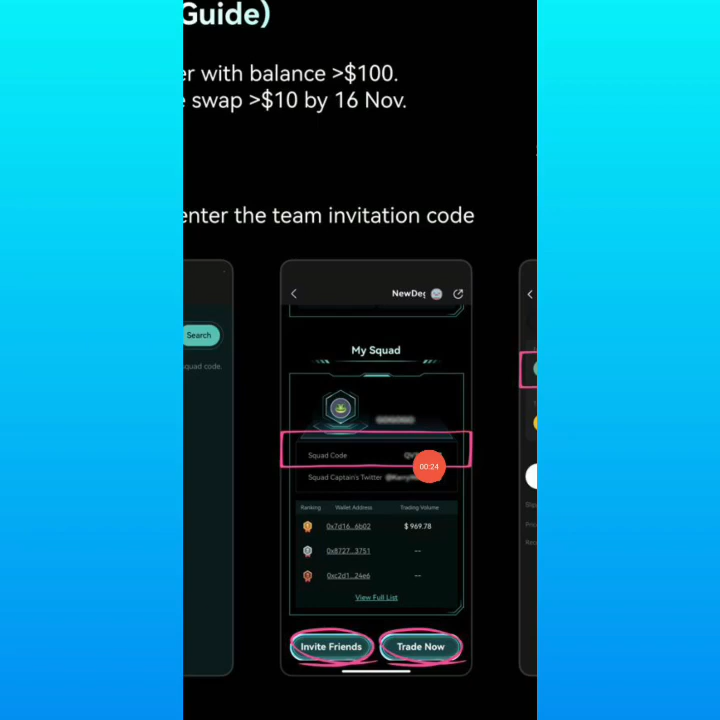 Guide)
er with balance >$100.
e swap >$10 by 16 Nov.
enter the team invitation code
NewDeg
Search
My Squad
squad code.
Squad Code
00:24
Squad Captain's Twitter
Ranking Wallet Address Trading Volume
0x7d16...6b02 $ 969.78
0x8727...3751 --
0xc2d1...24e6 --
View Full List
Invite Friends Trade Now